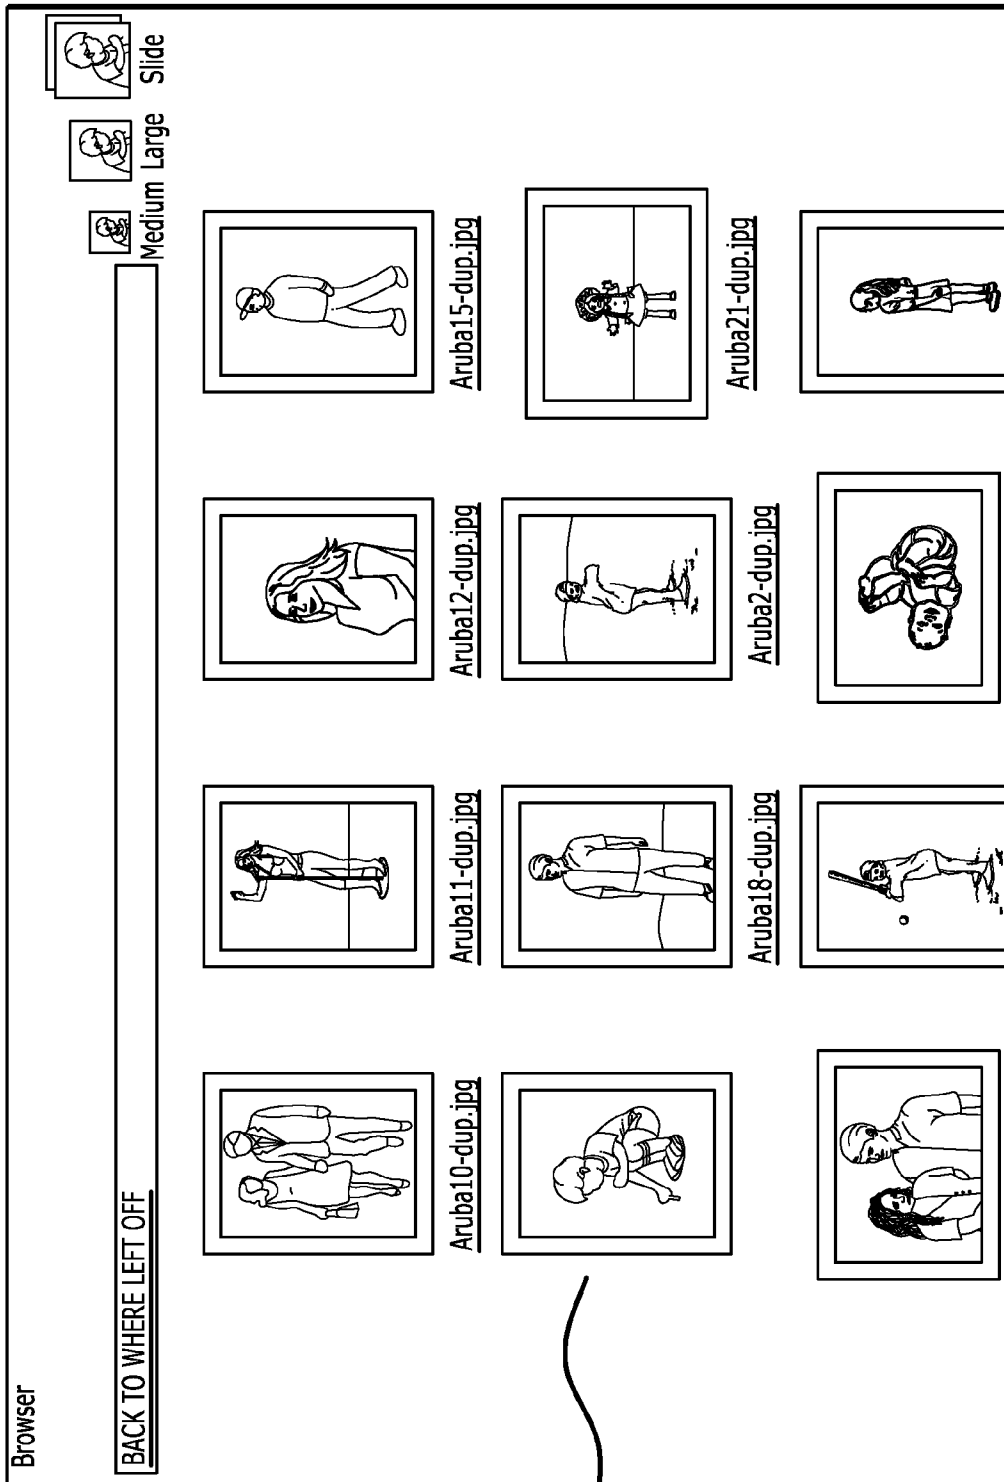 Browser
BACK TO WHERE LEFT OFF
Medium Large Slide
Aruba10-dup.jpg Aruba11-dup.jpg Aruba12-dup.jpg Aruba15-dup.jpg
Aruba18-dup.jpg Aruba2-dup.jpg Aruba21-dup.jpg